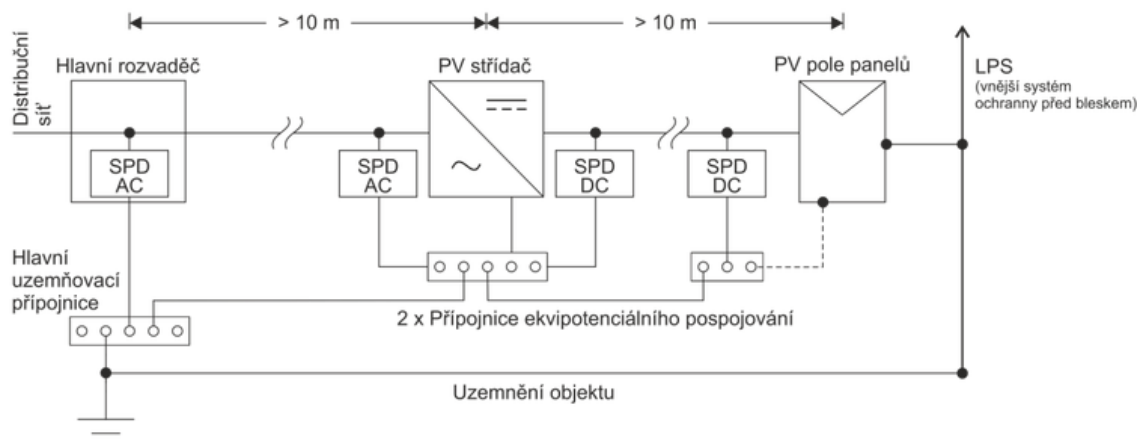 > 10 m
> 10 m
Distribuční
síť
Hlavní rozvaděč
PV střídač
PV pole panelů
LPS
(vnější systém
ochranny před bleskem)
SPD
AC
SPD
AC
SPD
DC
SPD
DC
Hlavní
uzemňovací
přípojnice
2 x Přípojnice ekvipotenciálního pospojování
Uzemnění objektu